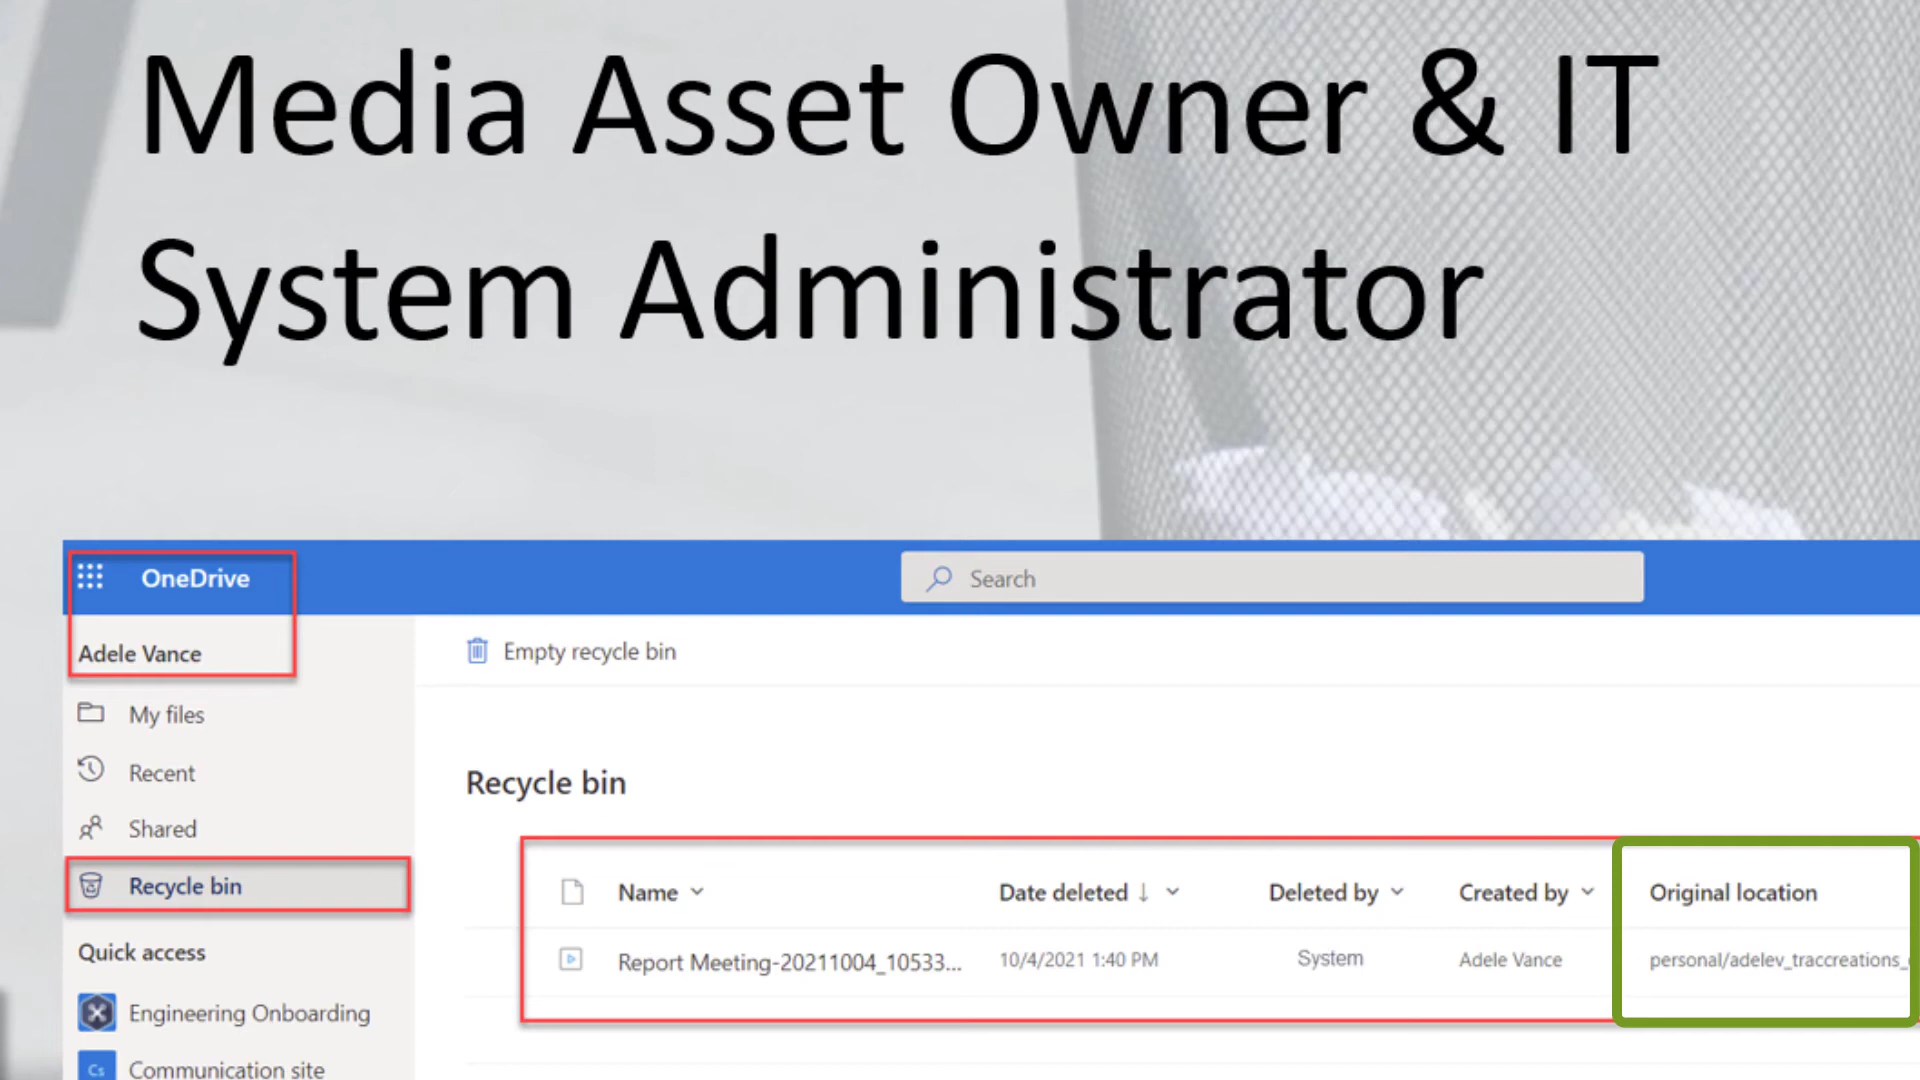 Media Asset Owner & IT
System Administrator
OneDrive
Search
Adele Vance
Empty recycle bin
My files
Recent
Recycle bin
Shared
Recycle bin
Name Date deleted Deleted by Created by Original location
Report Meeting-20211004_10533... 10/4/2021 1:40 PM System Adele Vance personal/adelev_traccreations_
Quick access
Engineering Onboarding
Cs Communication site